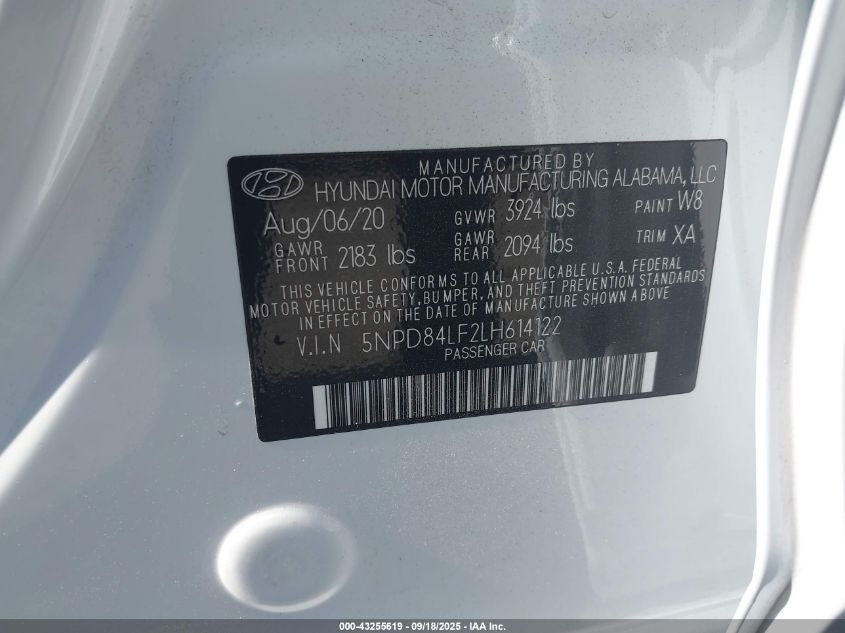 MANUFACTURED BY
HYUNDAI MOTOR MANUFACTURING ALABAMA, LLC
Aug/06/20 GVWR 3924 lbs PAINT W8
GAWR FRONT 2183 lbs GAWR REAR 2094 lbs TRIM XA
THIS VEHICLE CONFORMS TO ALL APPLICABLE U.S.A. FEDERAL
MOTOR VEHICLE SAFETY, BUMPER, AND THEFT PREVENTION STANDARDS
IN EFFECT ON THE DATE OF MANUFACTURE SHOWN ABOVE
V.I.N 5NPD84LF2LH614122
PASSENGER CAR
000-43255619 - 09/18/2025 - IAA Inc.